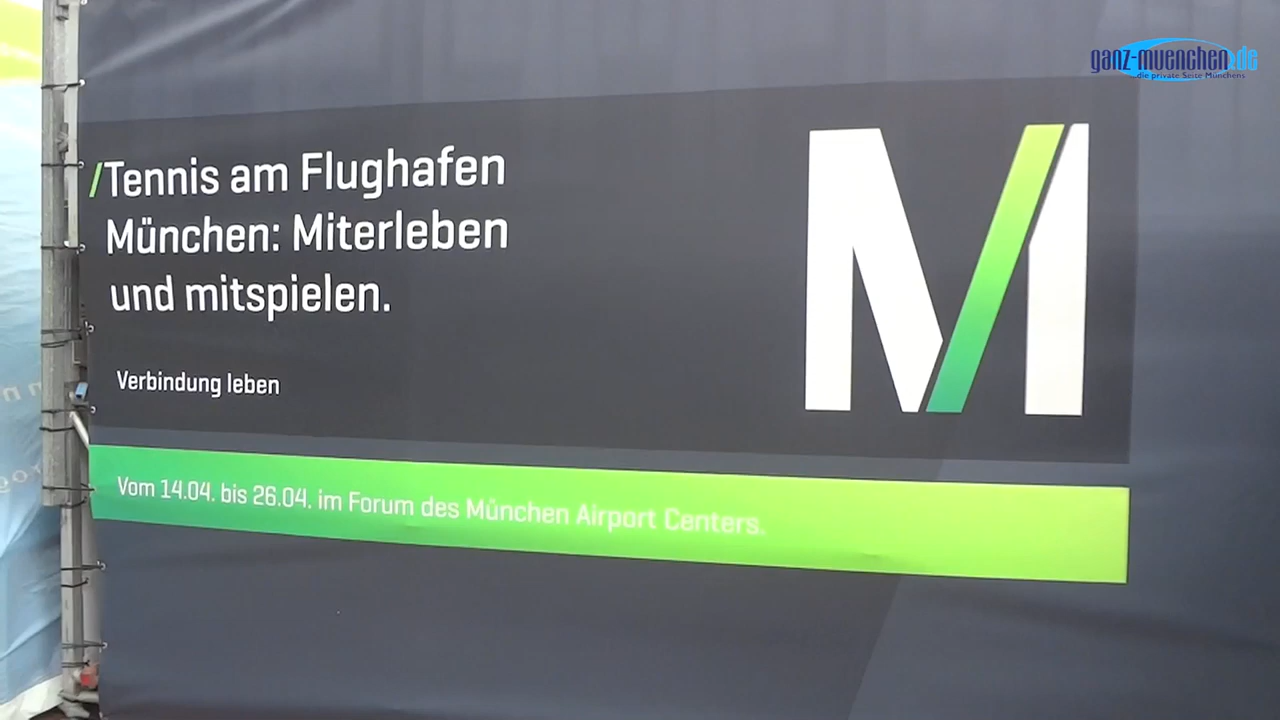 ganz-muenchen.de
...die private Seite Münchens
/Tennis am Flughafen
München: Miterleben
und mitspielen.
Verbindung leben
M
Vom 14.04. bis 26.04. im Forum des München Airport Centers.